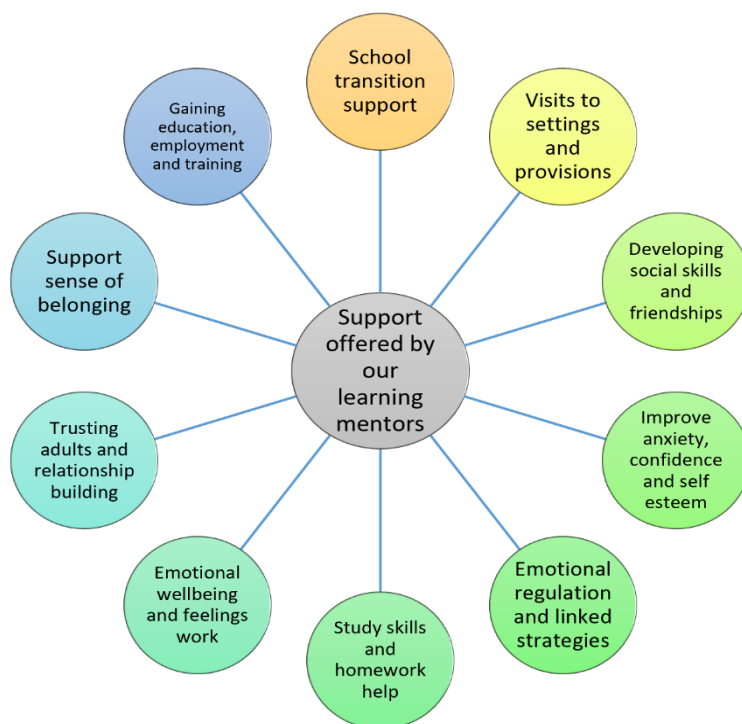 School
transition
support
Visits to
settings
and
provisions
Developing
social skills
and
friendships
Improve
anxiety,
confidence
and self
esteem
Emotional
regulation
and linked
strategies
Study skills
and
homework
help
Emotional
wellbeing
and feelings
work
Trusting
adults and
relationship
building
Support
sense of
belonging
Gaining
education,
employment
and training
Support
offered by
our
learning
mentors